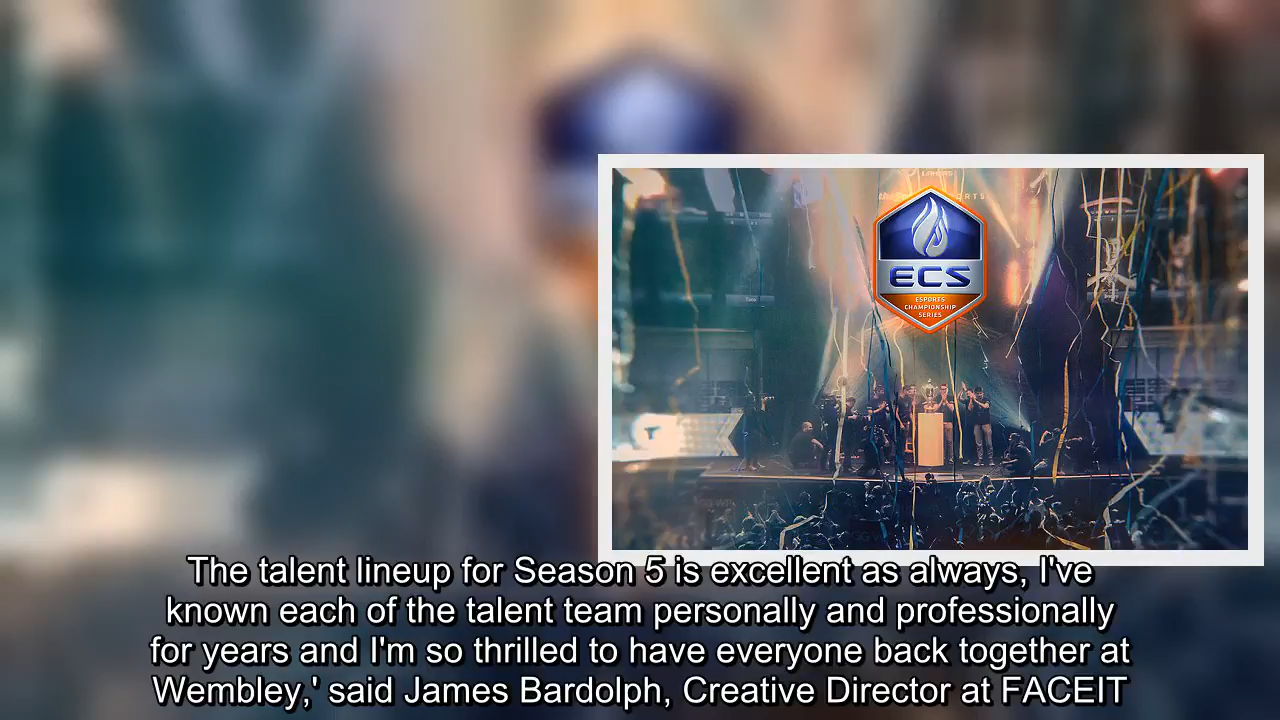 ECS
ESPORTS
CHAMPIONSHIP
SERIES
The talent lineup for Season 5 is excellent as always, I've
known each of the talent team personally and professionally
for years and I'm so thrilled to have everyone back together at
Wembley,' said James Bardolph, Creative Director at FACEIT